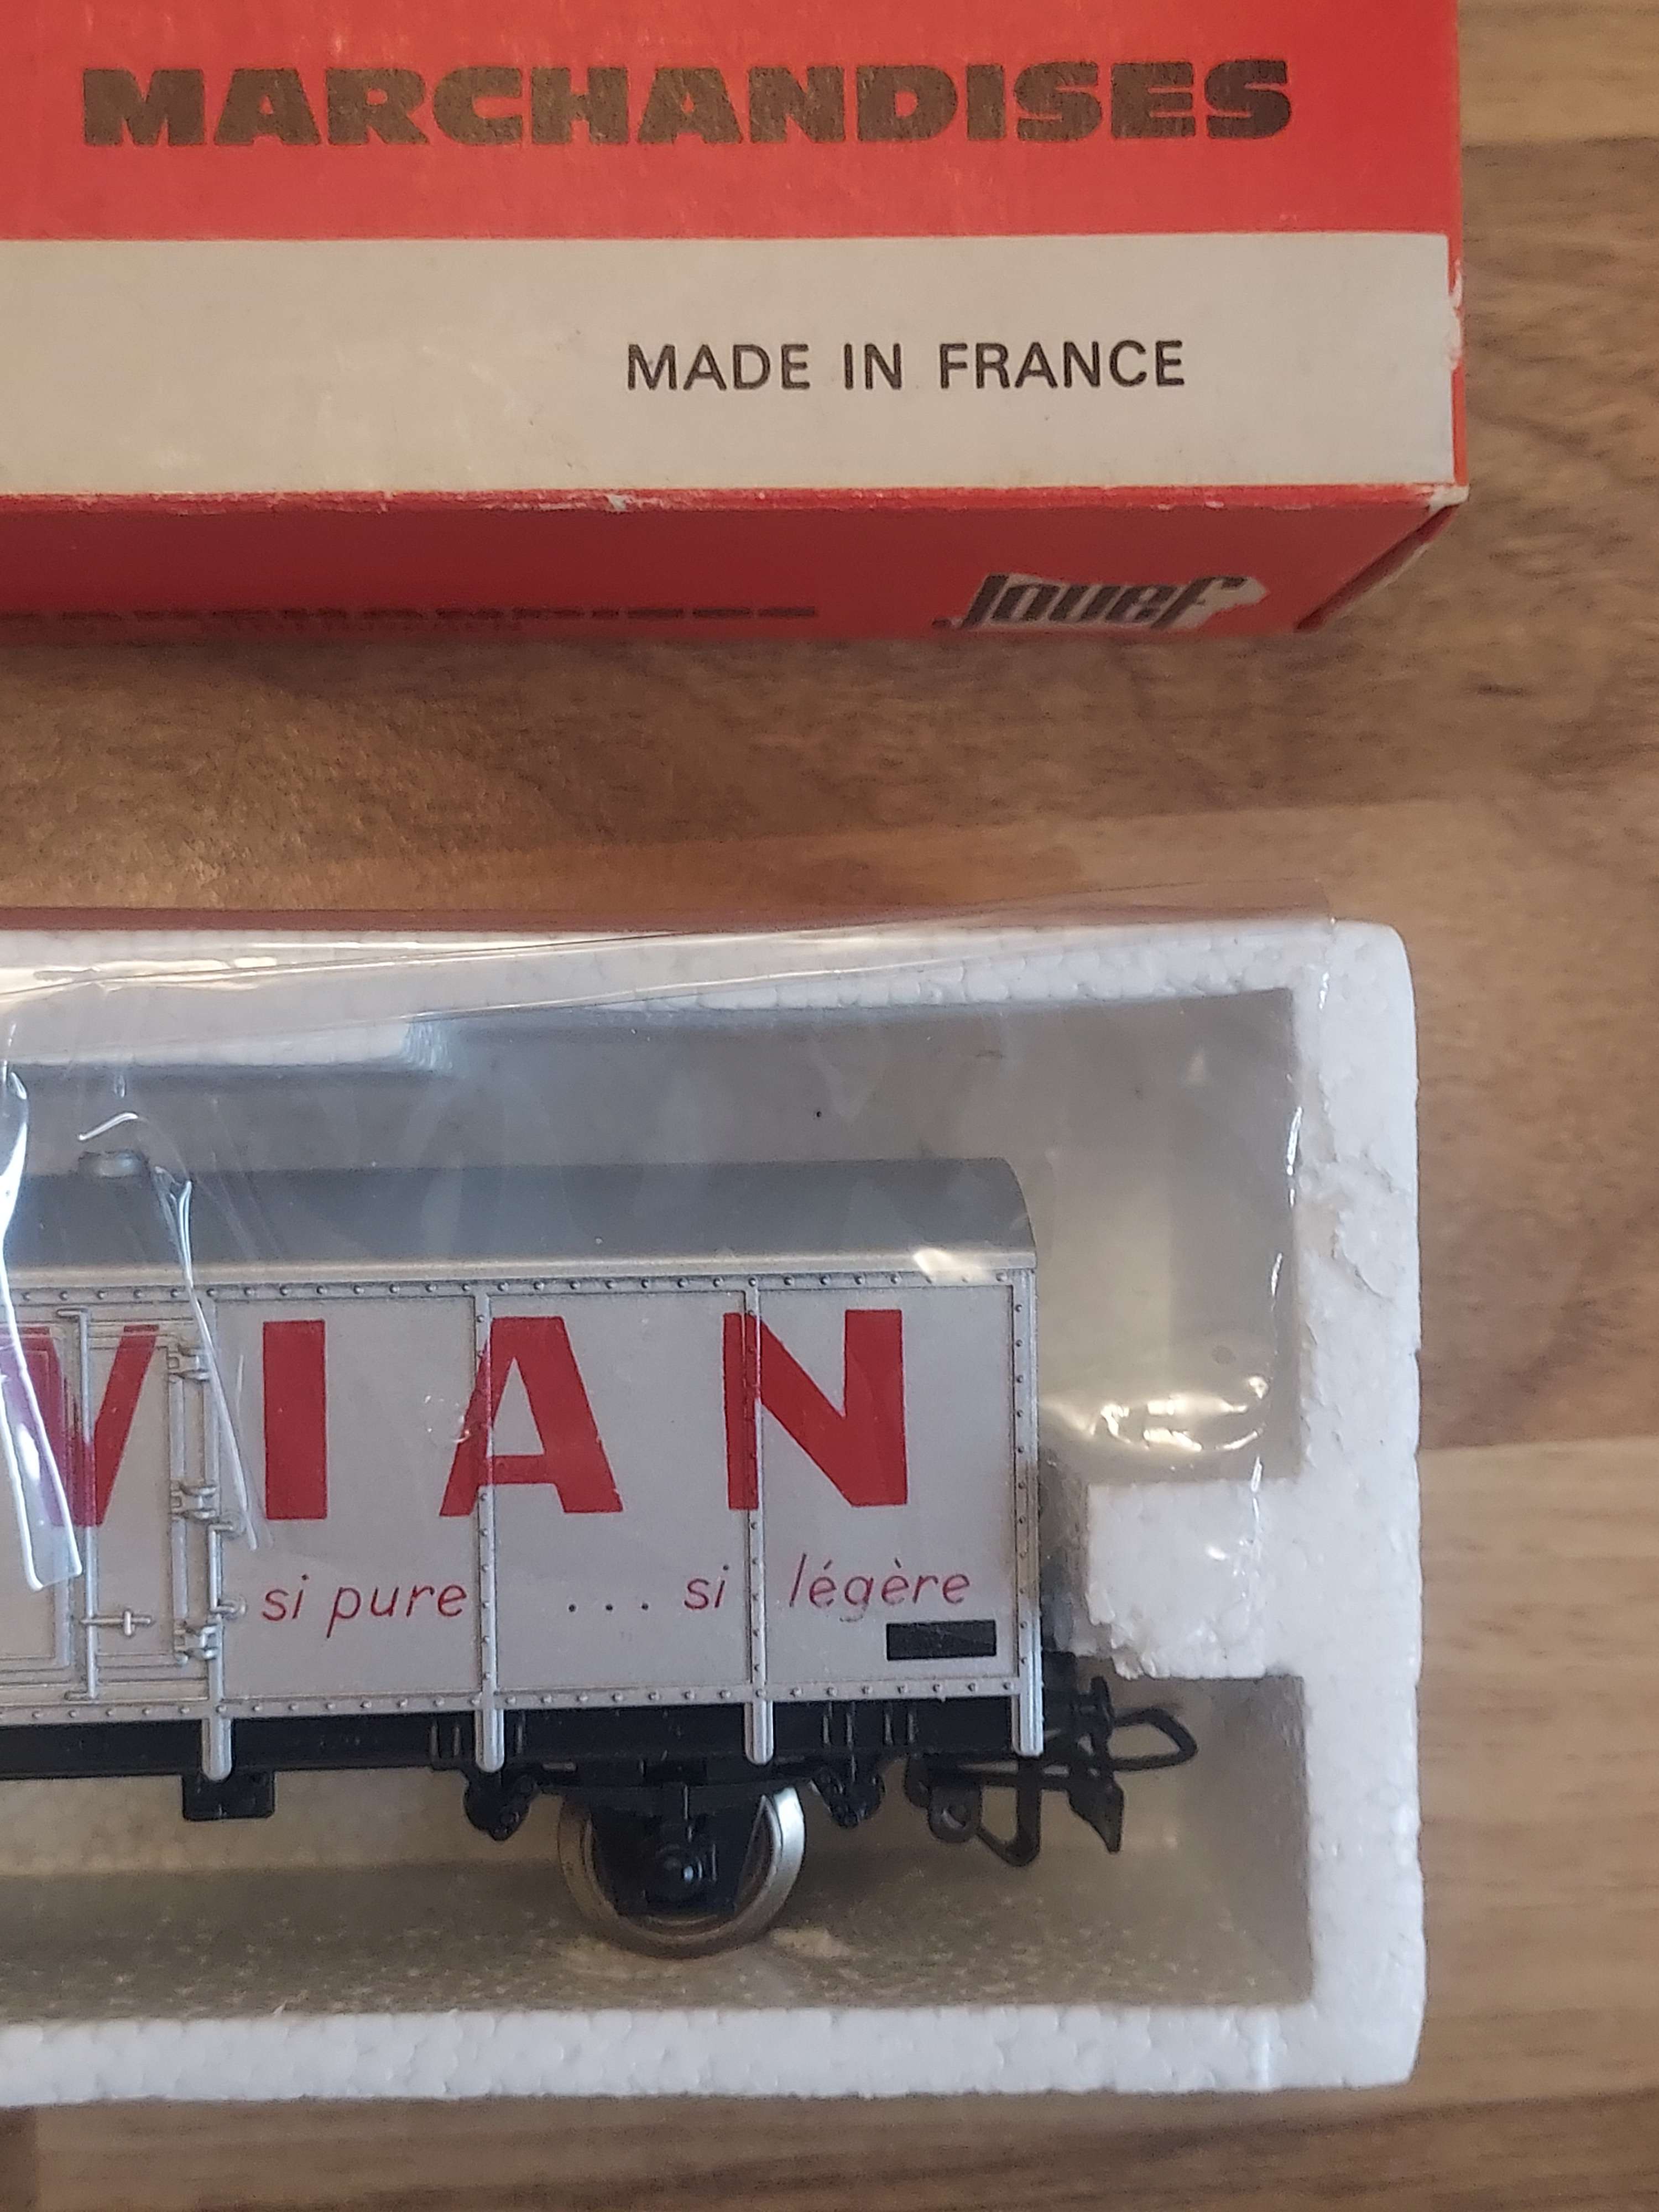 MARCHANDISES
MADE IN FRANCE
Jouef
VIAN
si pure ... si légère